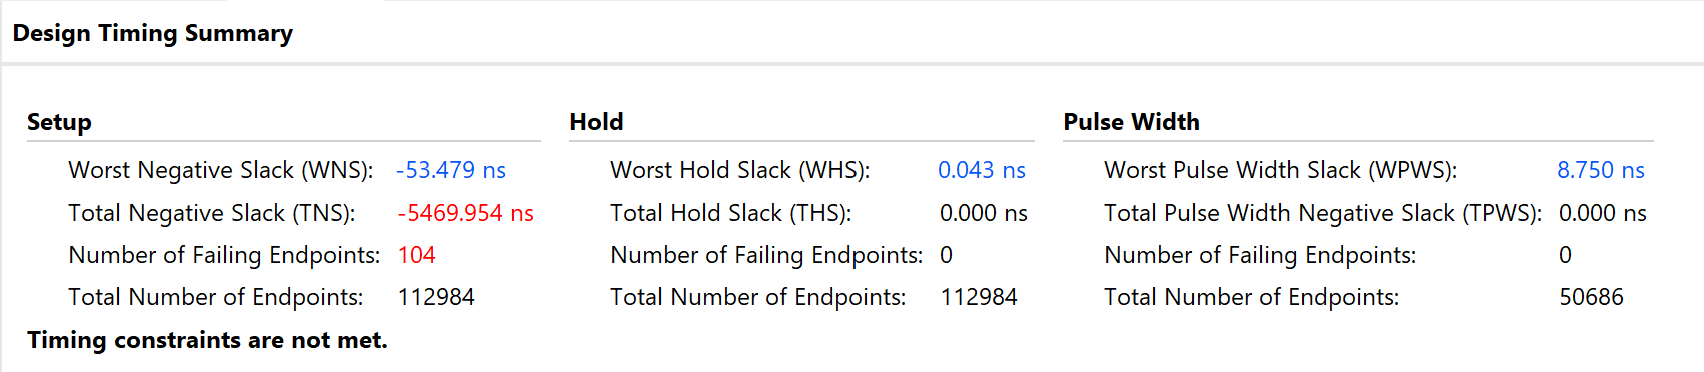 Design Timing Summary
Setup
Worst Negative Slack (WNS): -53.479 ns
Total Negative Slack (TNS): -5469.954 ns
Number of Failing Endpoints: 104
Total Number of Endpoints: 112984
Hold
Worst Hold Slack (WHS): 0.043 ns
Total Hold Slack (THS): 0.000 ns
Number of Failing Endpoints: 0
Total Number of Endpoints: 112984
Pulse Width
Worst Pulse Width Slack (WPWS): 8.750 ns
Total Pulse Width Negative Slack (TPWS): 0.000 ns
Number of Failing Endpoints: 0
Total Number of Endpoints: 50686
Timing constraints are not met.